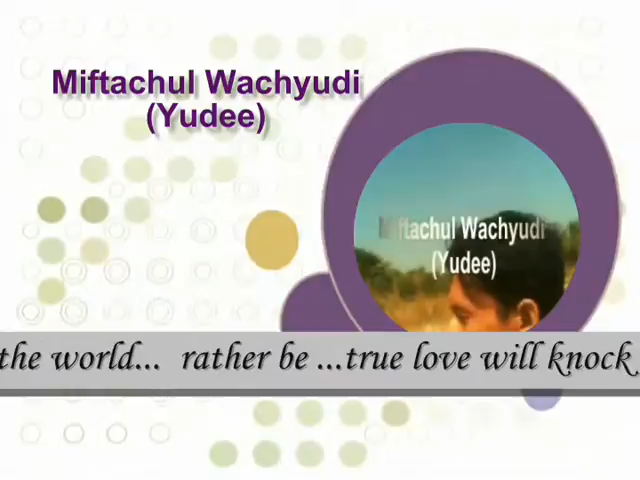 Miftachul Wachyudi
(Yudee)
Miftachul Wachyudi
(Yudee)
the world... rather be ...true love will knock